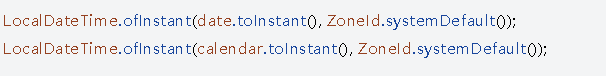 LocalDateTime.ofInstant(date.toInstant(), ZoneId.systemDefault());
LocalDateTime.ofInstant(calendar.toInstant(), ZoneId.systemDefault());